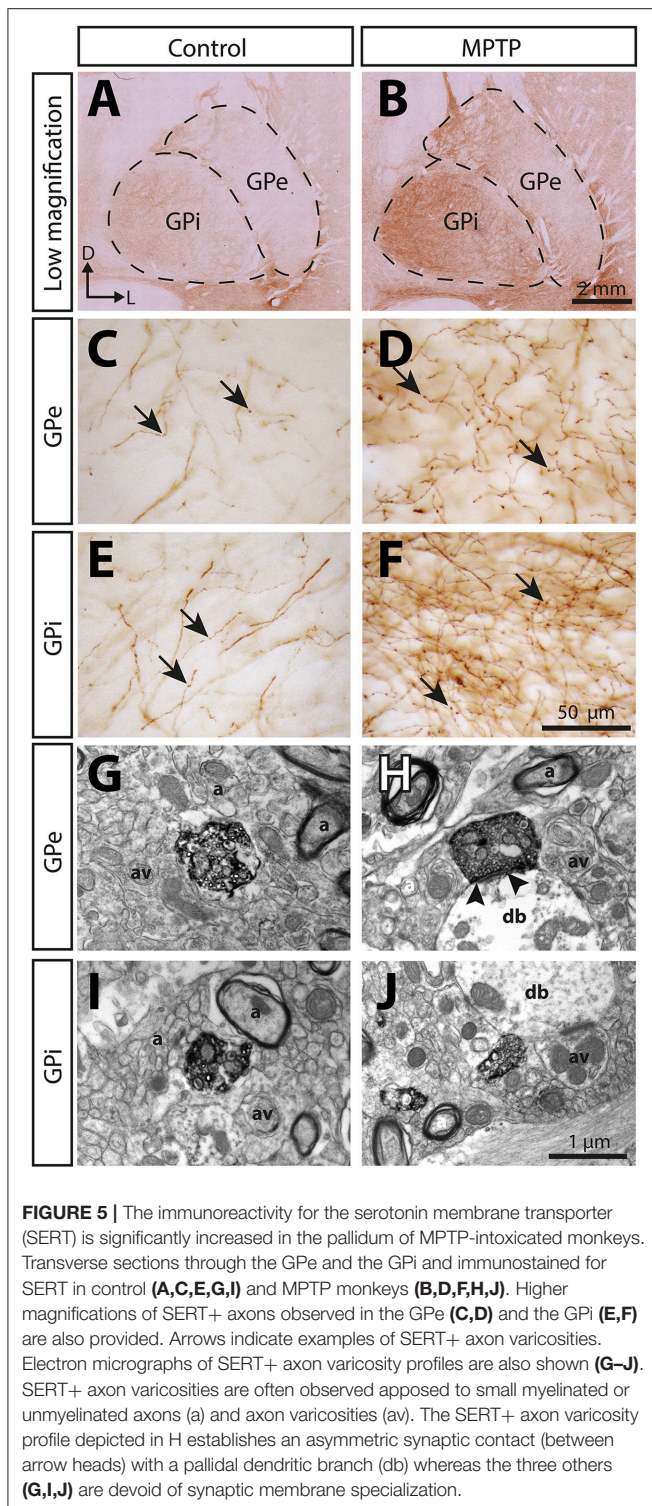 Control
MPTP
Low magnification
A
GPe
GPi
D
L
B
GPe
GPi
2 mm
GPe
C
D
GPi
E
F
50 µm
GPe
G
a
a
av
H
a
av
a
db
GPi
I
a
a
av
J
db
av
1 µm
FIGURE 5 | The immunoreactivity for the serotonin membrane transporter
(SERT) is significantly increased in the pallidum of MPTP-intoxicated monkeys.
Transverse sections through the GPe and the GPi and immunostained for
SERT in control (A,C,E,G,I) and MPTP monkeys (B,D,F,H,J). Higher
magnifications of SERT+ axons observed in the GPe (C,D) and the GPi (E,F)
are also provided. Arrows indicate examples of SERT+ axon varicosities.
Electron micrographs of SERT+ axon varicosity profiles are also shown (G–J).
SERT+ axon varicosities are often observed apposed to small myelinated or
unmyelinated axons (a) and axon varicosities (av). The SERT+ axon varicosity
profile depicted in H establishes an asymmetric synaptic contact (between
arrow heads) with a pallidal dendritic branch (db) whereas the three others
(G,I,J) are devoid of synaptic membrane specialization.